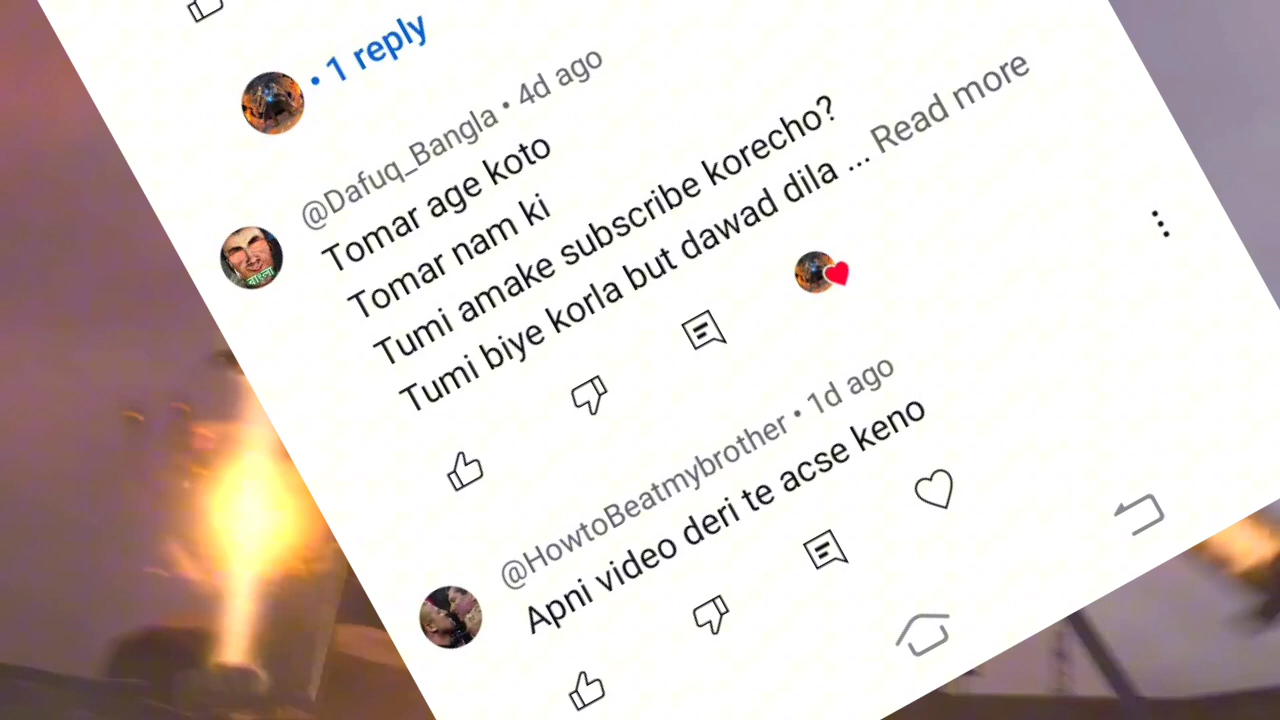 • 1 reply
@Dafuq_Bangla • 4d ago
Tomar age koto
Tomar nam ki
Tumi amake subscribe korecho?
Tumi biye korla but dawad dila ... Read more
বাংলা
@HowtoBeatmybrother • 1d ago
Apni video deri te acse keno